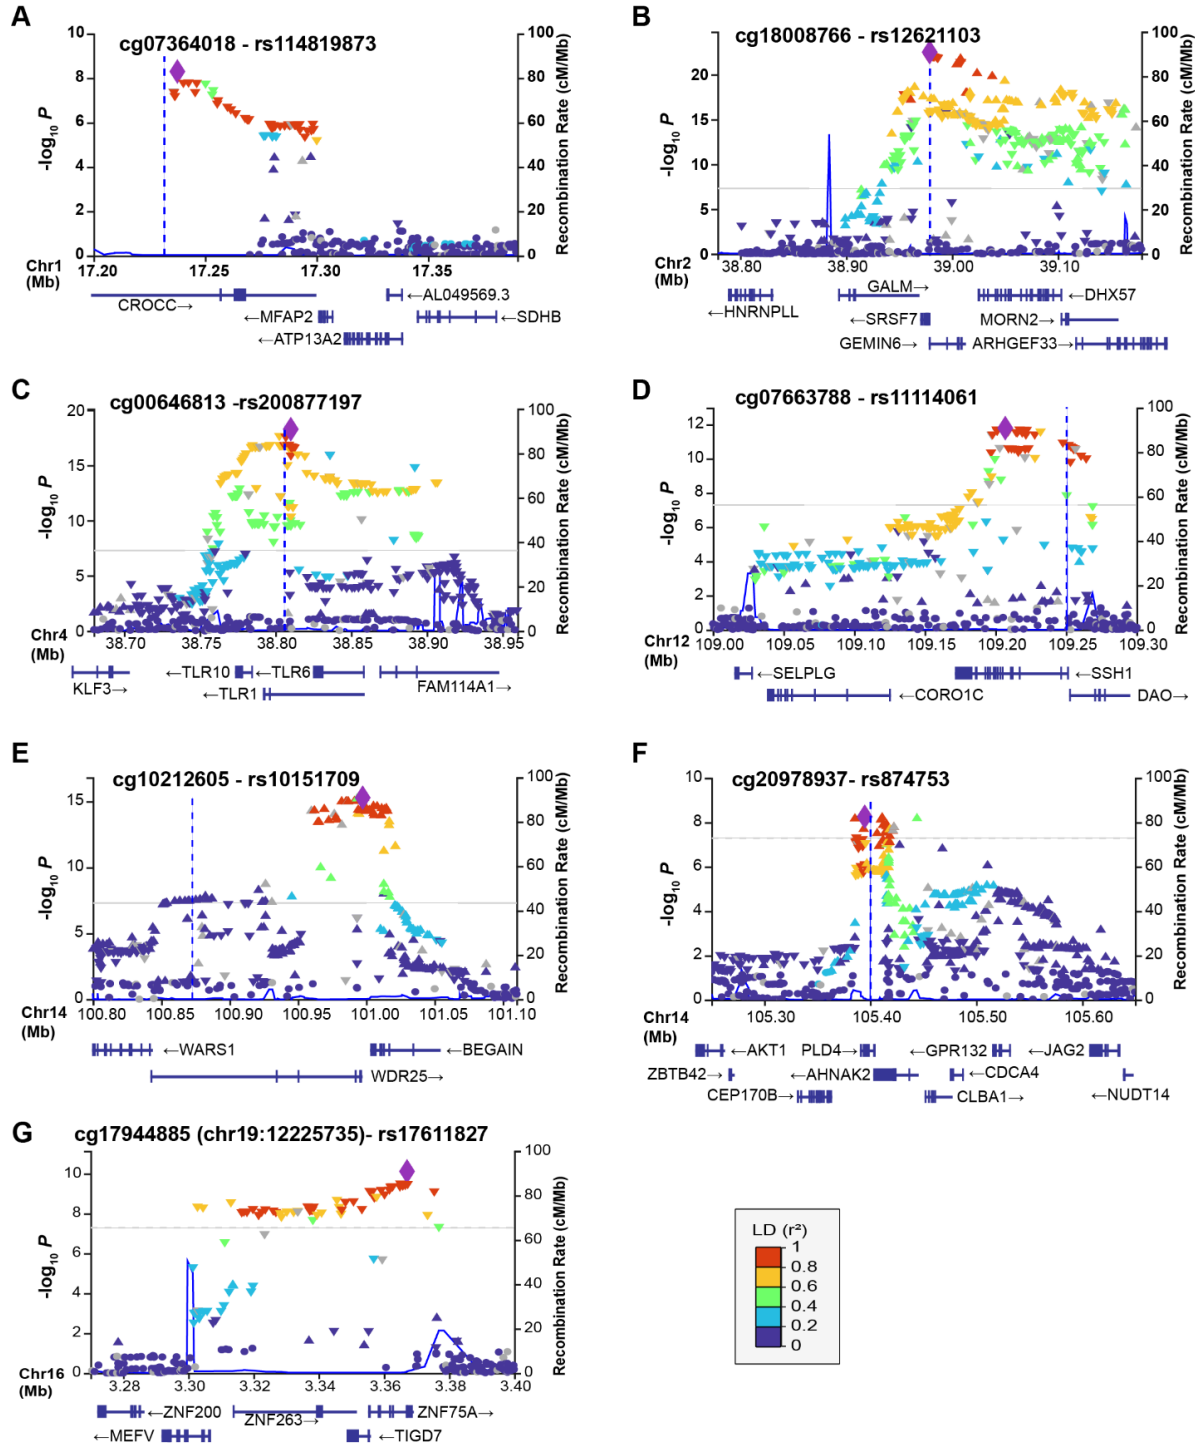 A
cg07364018 - rs114819873
10
8
6
4
2
0
-log10 P
100
80
60
40
20
0
Recombination Rate (cM/Mb)
Chr1
(Mb)
17.20
17.25
17.30
17.35
CROCC→
←MFAP2
←ATP13A2
←AL049569.3
←SDHB
B
cg18008766 - rs12621103
20
15
10
5
0
-log10 P
100
80
60
40
20
0
Recombination Rate (cM/Mb)
Chr2
(Mb)
38.80
38.90
39.00
39.10
←HNRNPLL
GALM→
←SRSF7
GEMIN6→
←DHX57
MORN2→
ARHGEF33→
C
cg00646813 -rs200877197
20
15
10
5
0
-log10 P
100
80
60
40
20
0
Recombination Rate (cM/Mb)
Chr4
(Mb)
38.70
38.75
38.80
38.85
38.90
38.95
KLF3→
←TLR10
←TLR6
←TLR1
FAM114A1→
D
cg07663788 - rs11114061
12
10
8
6
4
2
0
-log10 P
100
80
60
40
20
0
Recombination Rate (cM/Mb)
Chr12
(Mb)
109.00
109.05
109.10
109.15
109.20
109.25
109.30
←SELPLG
←CORO1C
←SSH1
DAO→
E
cg10212605 - rs10151709
15
10
5
0
-log10 P
100
80
60
40
20
0
Recombination Rate (cM/Mb)
Chr14
(Mb)
100.80
100.85
100.90
100.95
101.00
101.05
101.10
←WARS1
WDR25→
←BEGAIN
F
cg20978937- rs874753
10
8
6
4
2
0
-log10 P
100
80
60
40
20
0
Recombination Rate (cM/Mb)
Chr14
(Mb)
105.30
105.40
105.50
105.60
←AKT1
PLD4→
←GPR132
←JAG2
ZBTB42→
←AHNAK2
←CDCA4
CEP170B→
CLBA1→
←NUDT14
G
cg17944885 (chr19:12225735)- rs17611827
10
8
6
4
2
0
-log10 P
100
80
60
40
20
0
Recombination Rate (cM/Mb)
Chr16
(Mb)
3.28
3.30
3.32
3.34
3.36
3.38
3.40
←ZNF200
ZNF263→
ZNF75A→
←MEFV
←TIGD7
LD (r²)
1
0.8
0.6
0.4
0.2
0